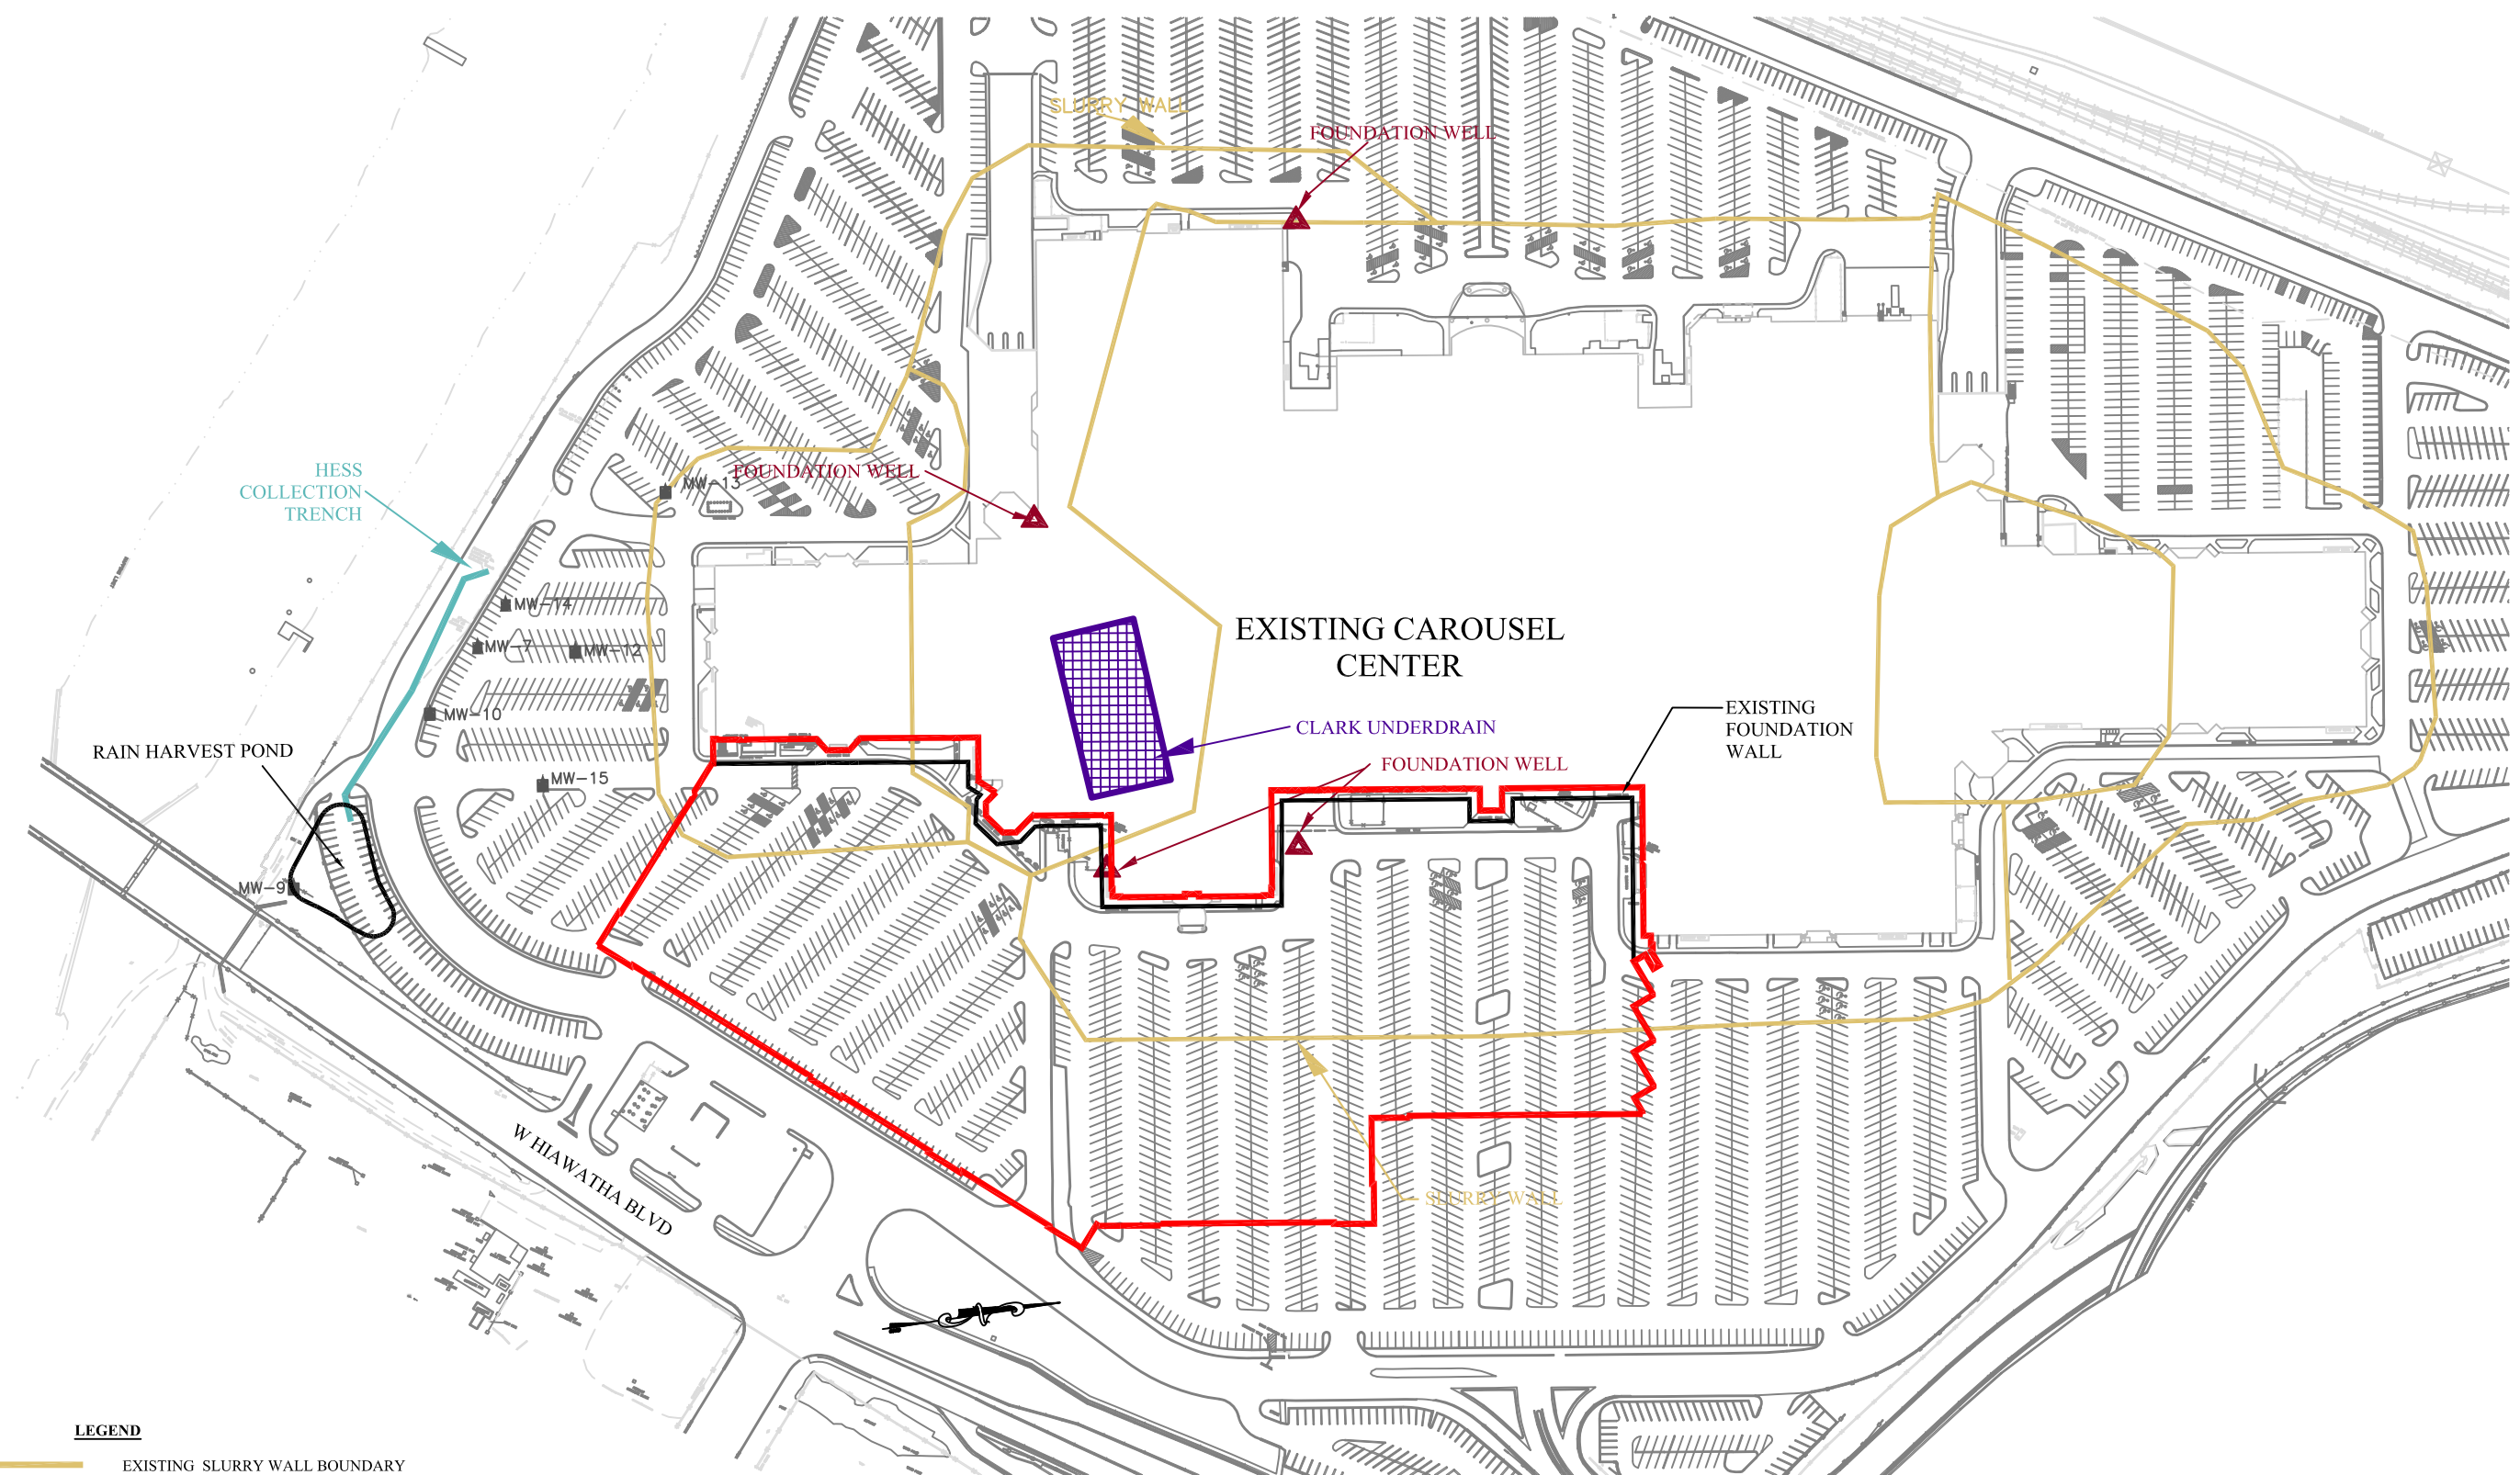 SLURRY WALL
FOUNDATION WELL
HESS
COLLECTION
TRENCH
FOUNDATION WELL
MW-13
MW-14
MW-7
MW-12
MW-10
MW-15
MW-9
RAIN HARVEST POND
EXISTING CAROUSEL
CENTER
CLARK UNDERDRAIN
FOUNDATION WELL
EXISTING
FOUNDATION
WALL
SLURRY WALL
W HIAWATHA BLVD
LEGEND
EXISTING SLURRY WALL BOUNDARY